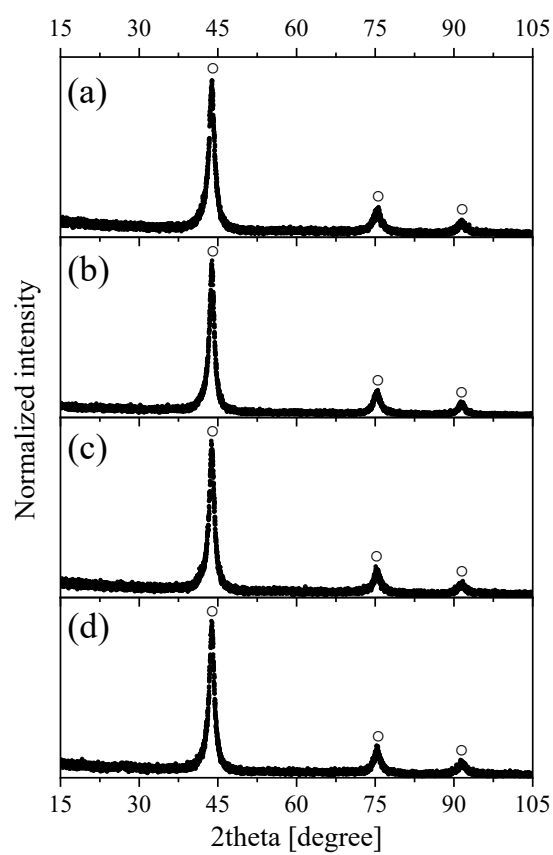 15 30 45 60 75 90 105
(a)
(b)
(c)
(d)
Normalized intensity
15 30 45 60 75 90 105
2theta [degree]